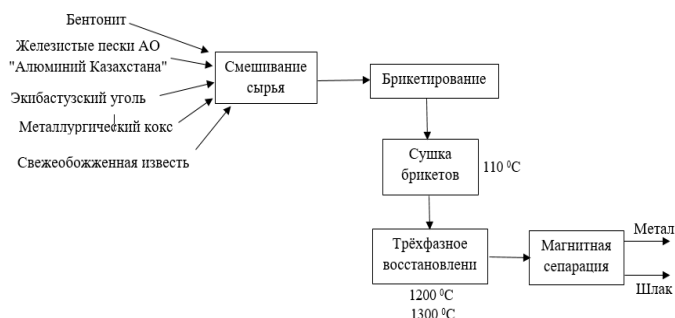 Бентонит
Железистые пески АО
"Алюминий Казахстана"
Экибастузский уголь
Металлургический кокс
Свежеобожженная известь
Смешивание
сырья
Брикетирование
Сушка
брикетов
110 ⁰С
Трёхфазное
восстановлени
1200 ⁰С
1300 ⁰С
Магнитная
сепарация
Метал
Шлак